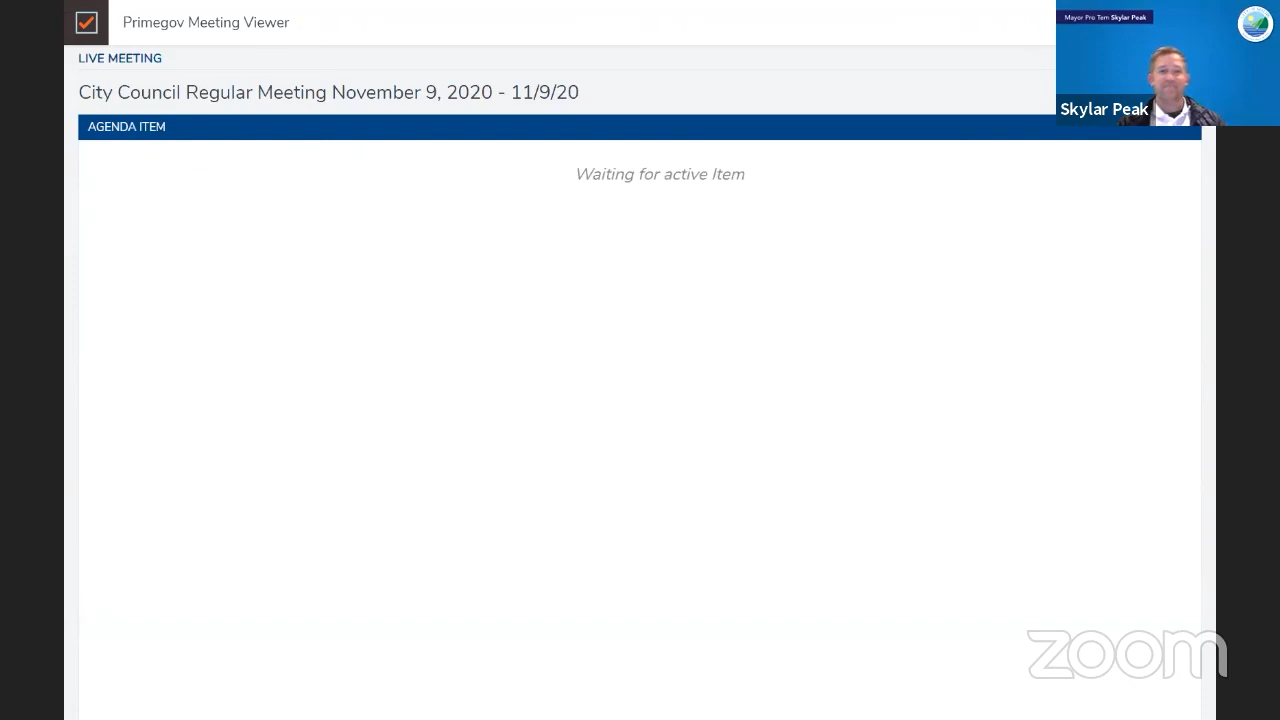 Primegov Meeting Viewer
LIVE MEETING
City Council Regular Meeting November 9, 2020 - 11/9/20
AGENDA ITEM
Waiting for active Item
Mayor Pro Tem Skylar Peak
Skylar Peak
zoom